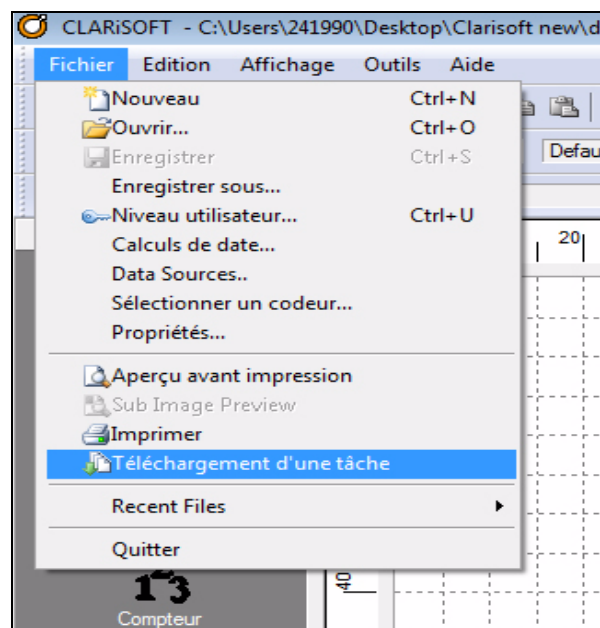 CLARiSOFT - C:\Users\241990\Desktop\Clarisoft new\d
Fichier Edition Affichage Outils Aide
Nouveau Ctrl+N
Ouvrir... Ctrl+O
Enregistrer Ctrl+S
Defau
Enregistrer sous...
Niveau utilisateur... Ctrl+U
Calculs de date...
20
Data Sources..
Sélectionner un codeur...
Propriétés...
Aperçu avant impression
Sub Image Preview
Imprimer
Téléchargement d'une tâche
Recent Files
Quitter
123
40
Compteur